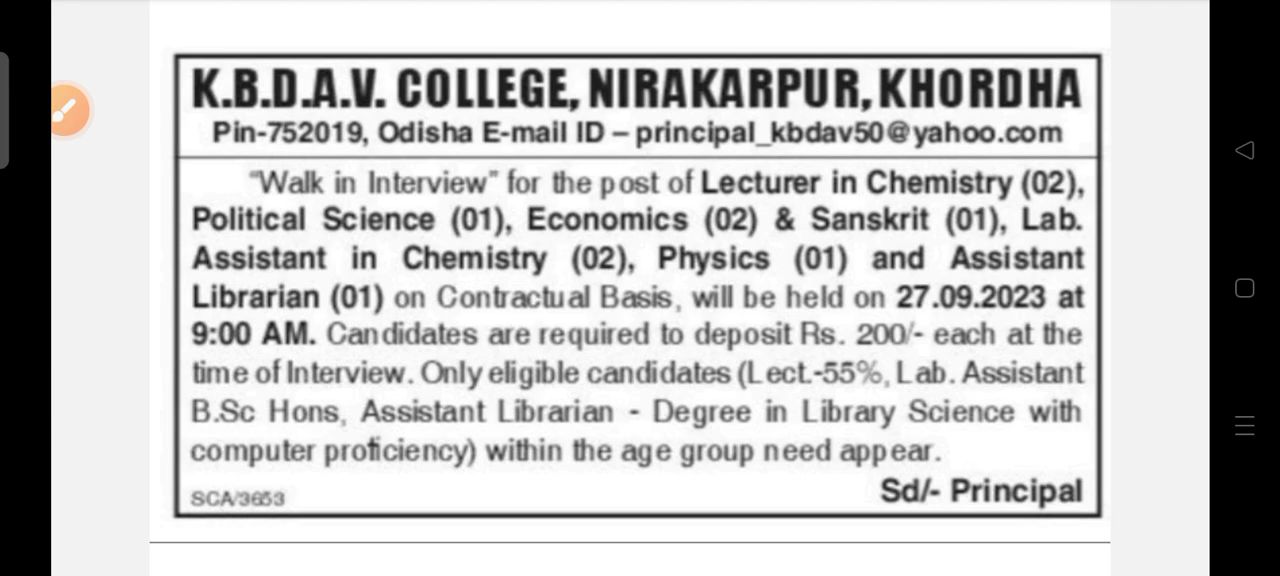 K.B.D.A.V. COLLEGE, NIRAKARPUR, KHORDHA
Pin-752019, Odisha E-mail ID – principal_kbdav50@yahoo.com
“Walk in Interview” for the post of Lecturer in Chemistry (02),
Political Science (01), Economics (02) & Sanskrit (01), Lab.
Assistant in Chemistry (02), Physics (01) and Assistant
Librarian (01) on Contractual Basis, will be held on 27.09.2023 at
9:00 AM. Candidates are required to deposit Rs. 200/- each at the
time of Interview. Only eligible candidates (Lect.-55%, Lab. Assistant
B.Sc Hons, Assistant Librarian - Degree in Library Science with
computer proficiency) within the age group need appear.
Sd/- Principal
SCA/3653